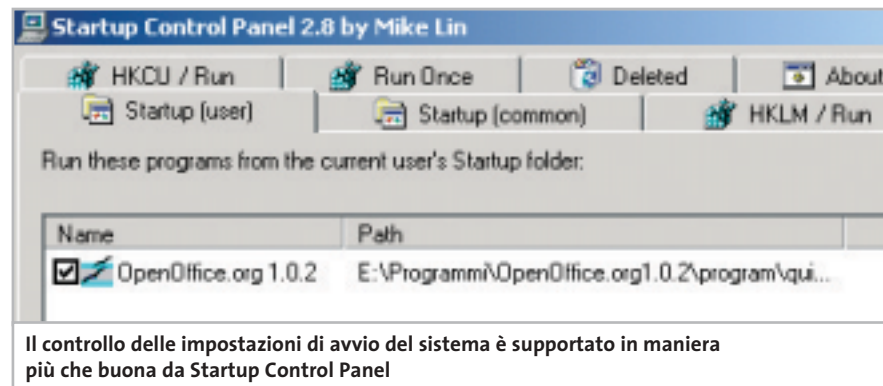 Startup Control Panel 2.8 by Mike Lin
HKCU / Run Run Once Deleted About
Startup (user) Startup (common) HKLM / Run
Run these programs from the current user's Startup folder:
Name Path
OpenOffice.org 1.0.2 E:\Programmi\OpenOffice.org1.0.2\program\qui...
Il controllo delle impostazioni di avvio del sistema è supportato in maniera
più che buona da Startup Control Panel